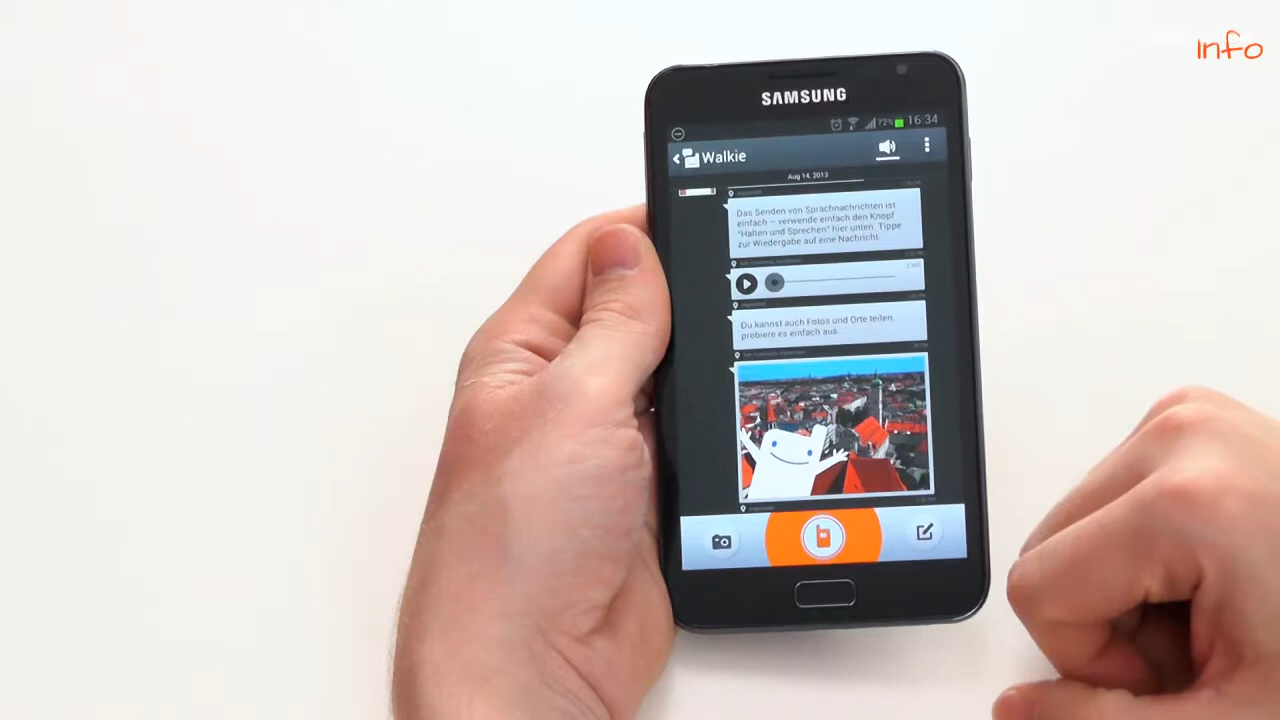 Info
SAMSUNG
72% 16:34
Walkie
Aug 14, 2013
Das Senden von Sprachnachrichten ist
einfach – verwende einfach den Knopf
"Halten und Sprechen" hier unten. Tippe
zur Wiedergabe auf eine Nachricht.
Du kannst auch Fotos und Orte teilen,
probiere es einfach aus...